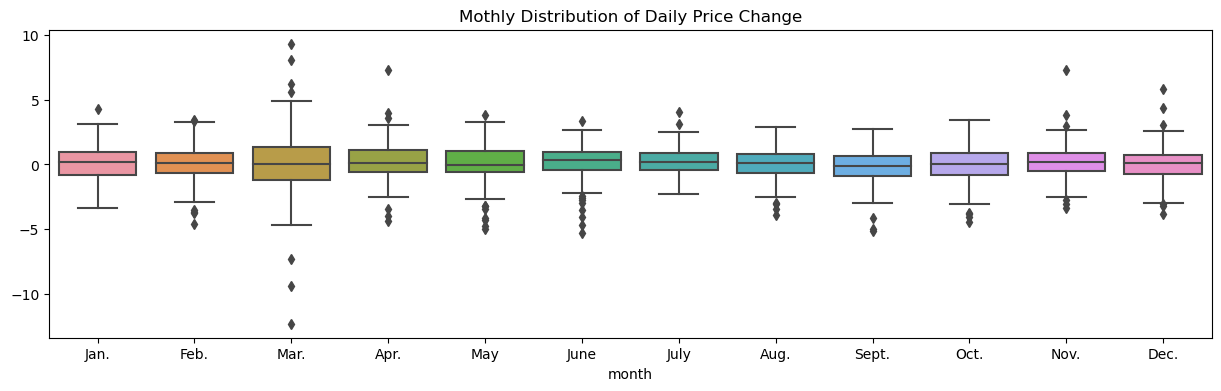 Mothly Distribution of Daily Price Change
10
5
0
−5
−10
Jan. Feb. Mar. Apr. May June July Aug. Sept. Oct. Nov. Dec.
month